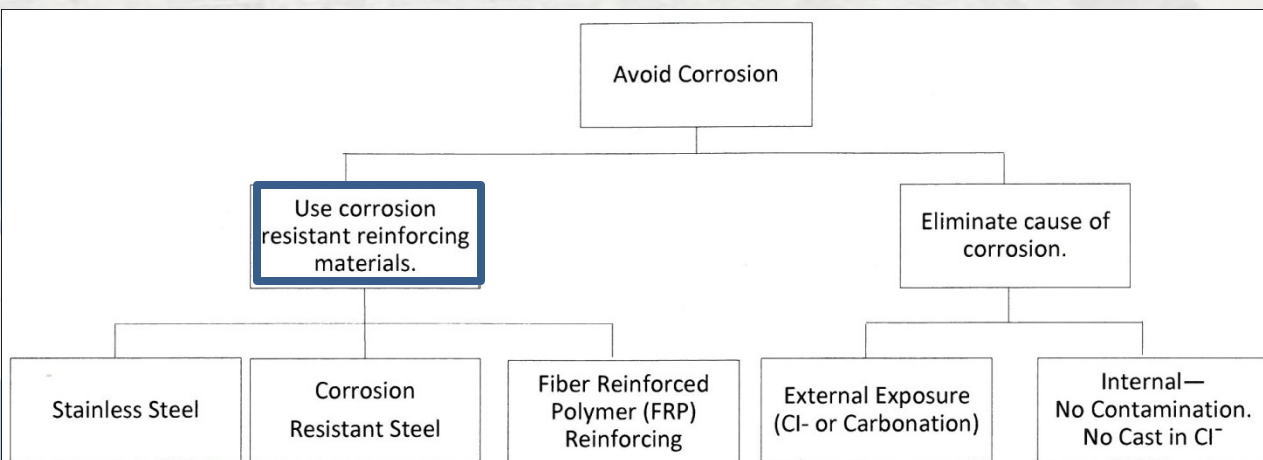 Avoid Corrosion
Use corrosion
resistant reinforcing
materials.
Eliminate cause of
corrosion.
Stainless Steel
Corrosion
Resistant Steel
Fiber Reinforced
Polymer (FRP)
Reinforcing
External Exposure
(Cl- or Carbonation)
Internal—
No Contamination.
No Cast in Cl⁻